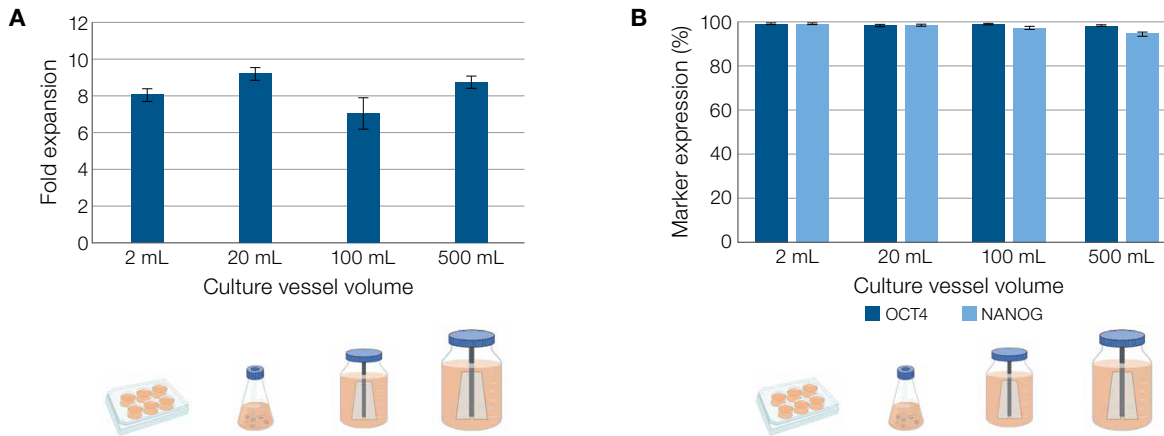 A
Fold expansion
12
10
8
6
4
2
0
2 mL 20 mL 100 mL 500 mL
Culture vessel volume
B
Marker expression (%)
100
80
60
40
20
0
2 mL 20 mL 100 mL 500 mL
Culture vessel volume
OCT4 NANOG